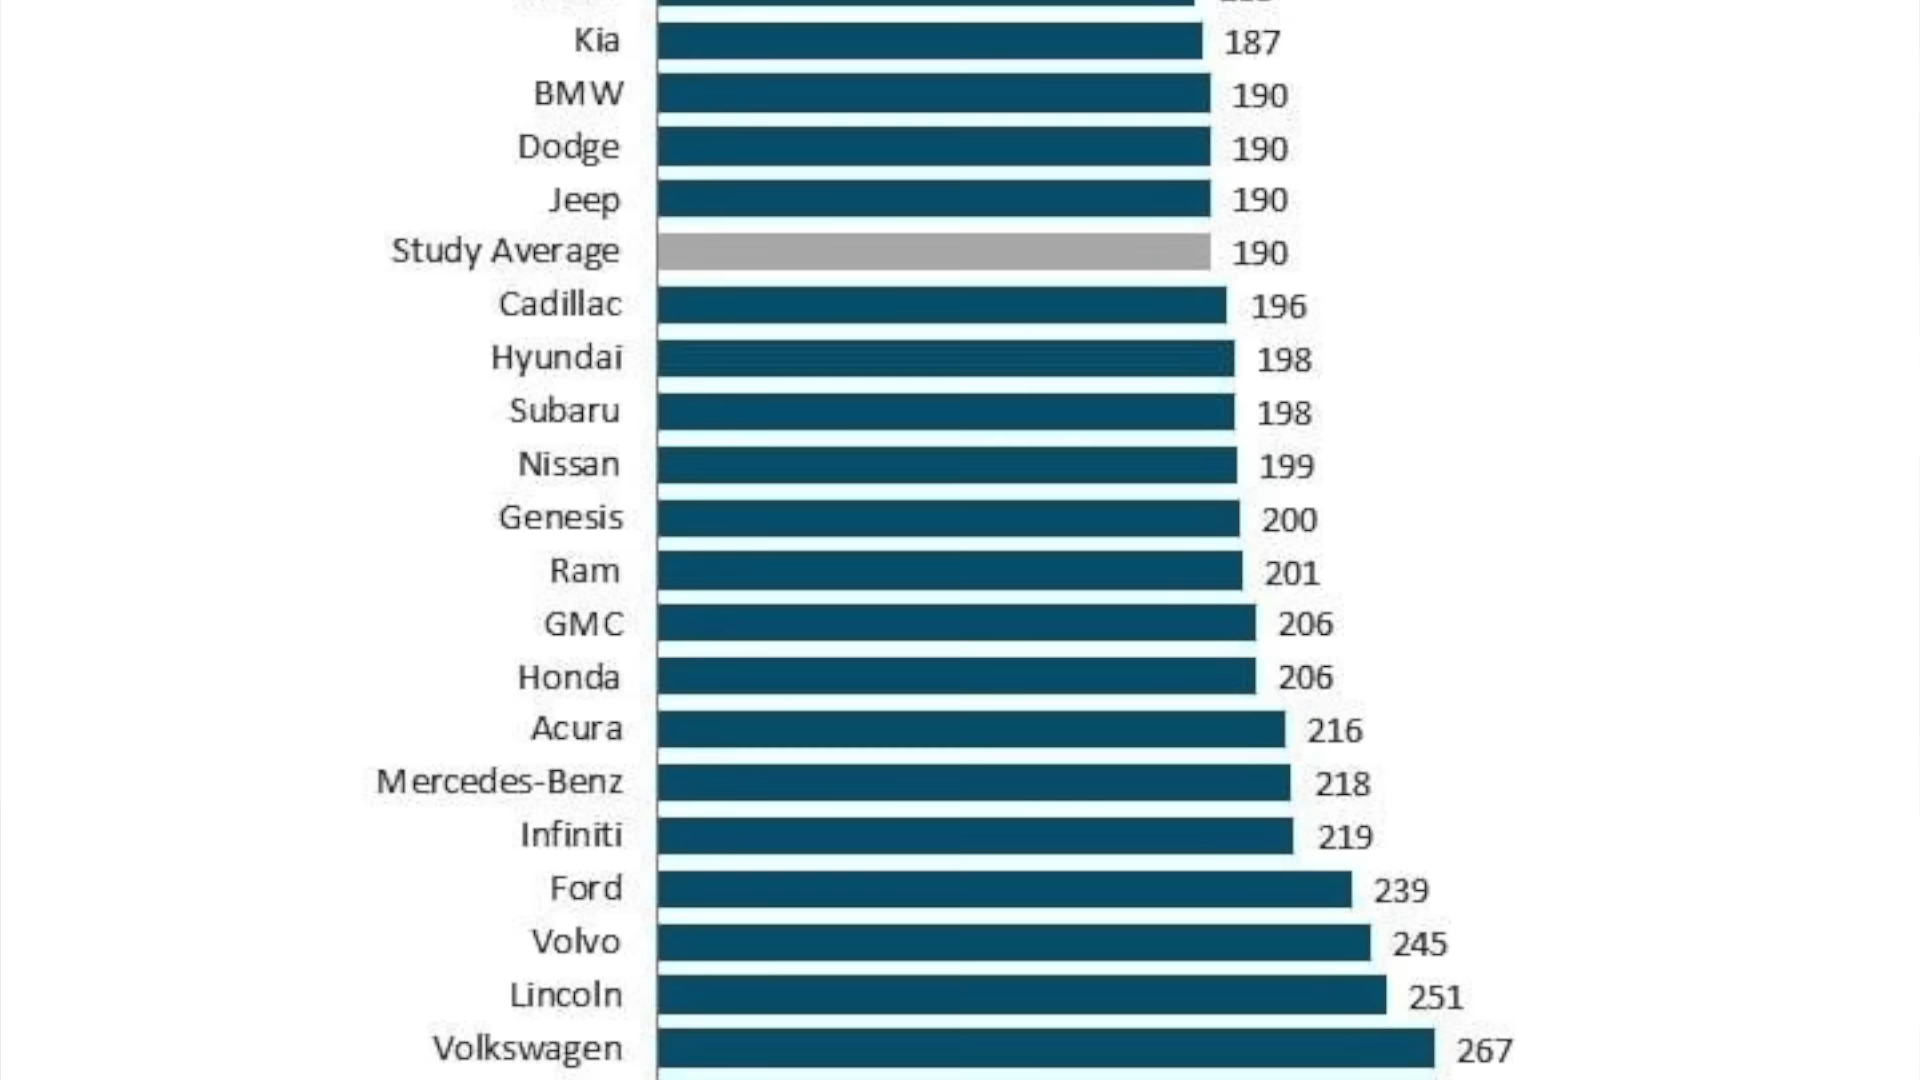 Kia 187
BMW 190
Dodge 190
Jeep 190
Study Average 190
Cadillac 196
Hyundai 198
Subaru 198
Nissan 199
Genesis 200
Ram 201
GMC 206
Honda 206
Acura 216
Mercedes-Benz 218
Infiniti 219
Ford 239
Volvo 245
Lincoln 251
Volkswagen 267